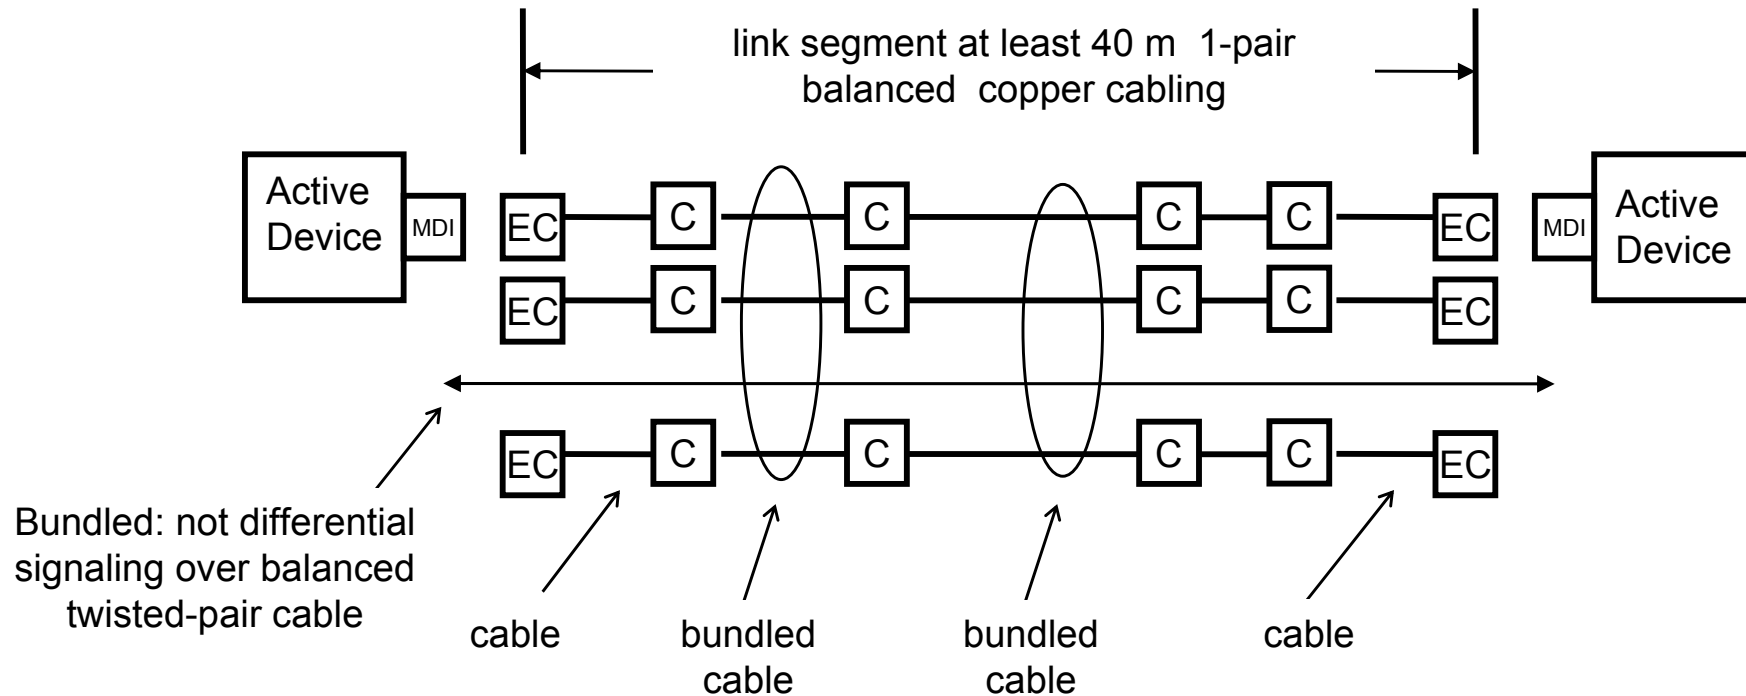 link segment at least 40 m 1-pair
balanced copper cabling
Active
Device
MDI
EC
C
C
C
C
EC
MDI
Active
Device
EC
C
C
C
C
EC
EC
C
C
C
C
EC
Bundled: not differential
signaling over balanced
twisted-pair cable
cable
bundled
cable
bundled
cable
cable